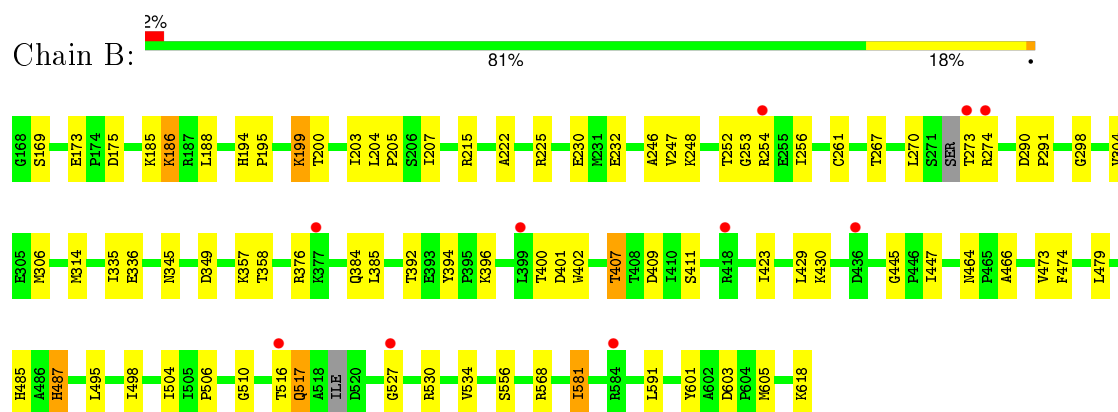 2%
Chain B:
81% 18% •
G168 S169 E173 P174 D175 K185 K186 R187 L188 H194 P195 K199 T200 I203 L204 P205 S206 I207 R215 A222 R225 E230 M231 E232 A246 V247 K248 T252 G253 R254 E255 I256 C261 T267 L270 S271 SER T273 R274 D290 P291 G298
E305 M306 M314 I335 E336 N345 D349 K357 T358 R376 K377 Q384 L385 T392 E393 Y394 P395 K396 L399 T400 D401 W402 T407 T408 D409 I410 S411 R418 I423 L429 K430 D436 G445 P446 I447 N464 P465 A466 V473 F474 L479
H485 A486 H487 L495 I498 I504 I505 P506 G510 T516 Q517 A518 ILE D520 G527 R530 V534 S556 R568 I581 R584 L591 Y601 A602 D603 P604 M605 K618